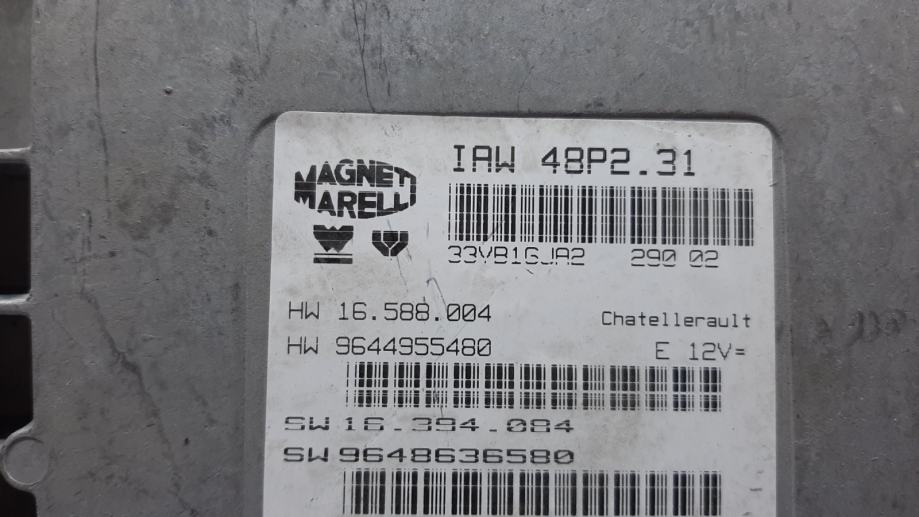 MAGNETI
MARELLI
IAW 48P2.31
33YB1GJA2 290 02
HW 16.588.004
Chatellerault
HW 9644955480
E 12V=
SW 16.394.084
SW 9648636580